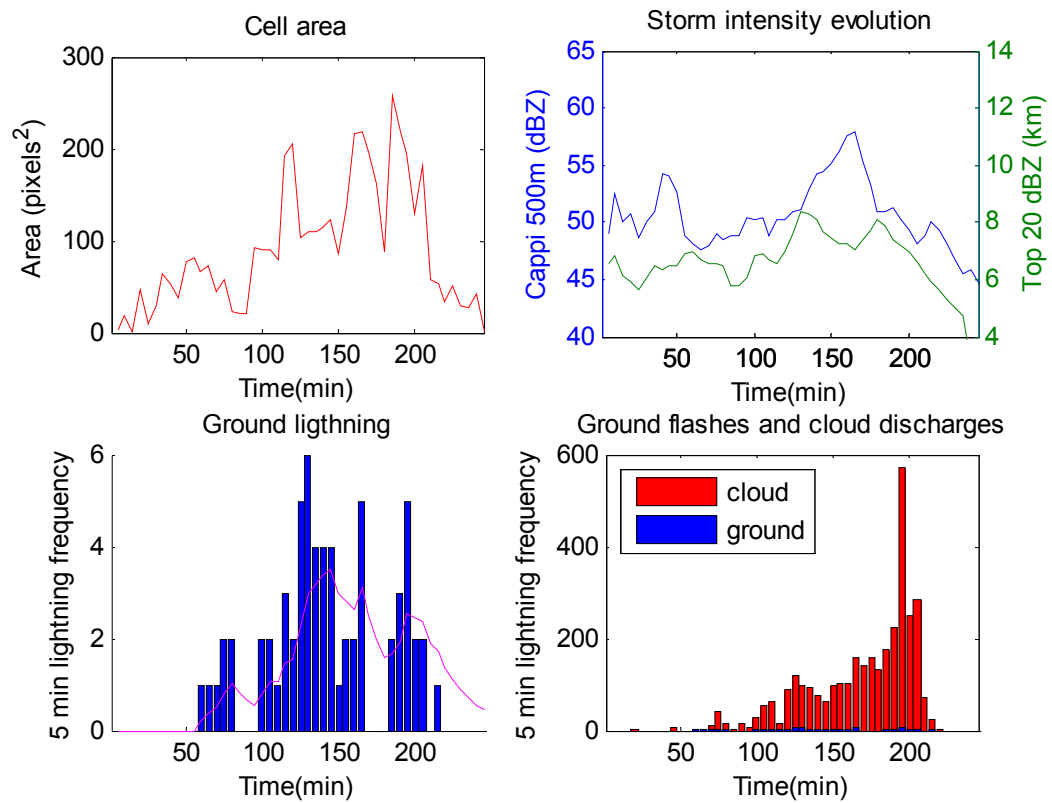 Cell area
300
200
100
0
Area (pixels²)
50 100 150 200
Time(min)
Storm intensity evolution
65
60
55
50
45
40
Cappi 500m (dBZ)
14
12
10
8
6
4
Top 20 dBZ (km)
50 100 150 200
Time(min)
Ground ligthning
6
4
2
0
5 min lightning frequency
50 100 150 200
Time(min)
Ground flashes and cloud discharges
600
400
200
0
5 min lightning frequency
cloud
ground
50 100 150 200
Time(min)